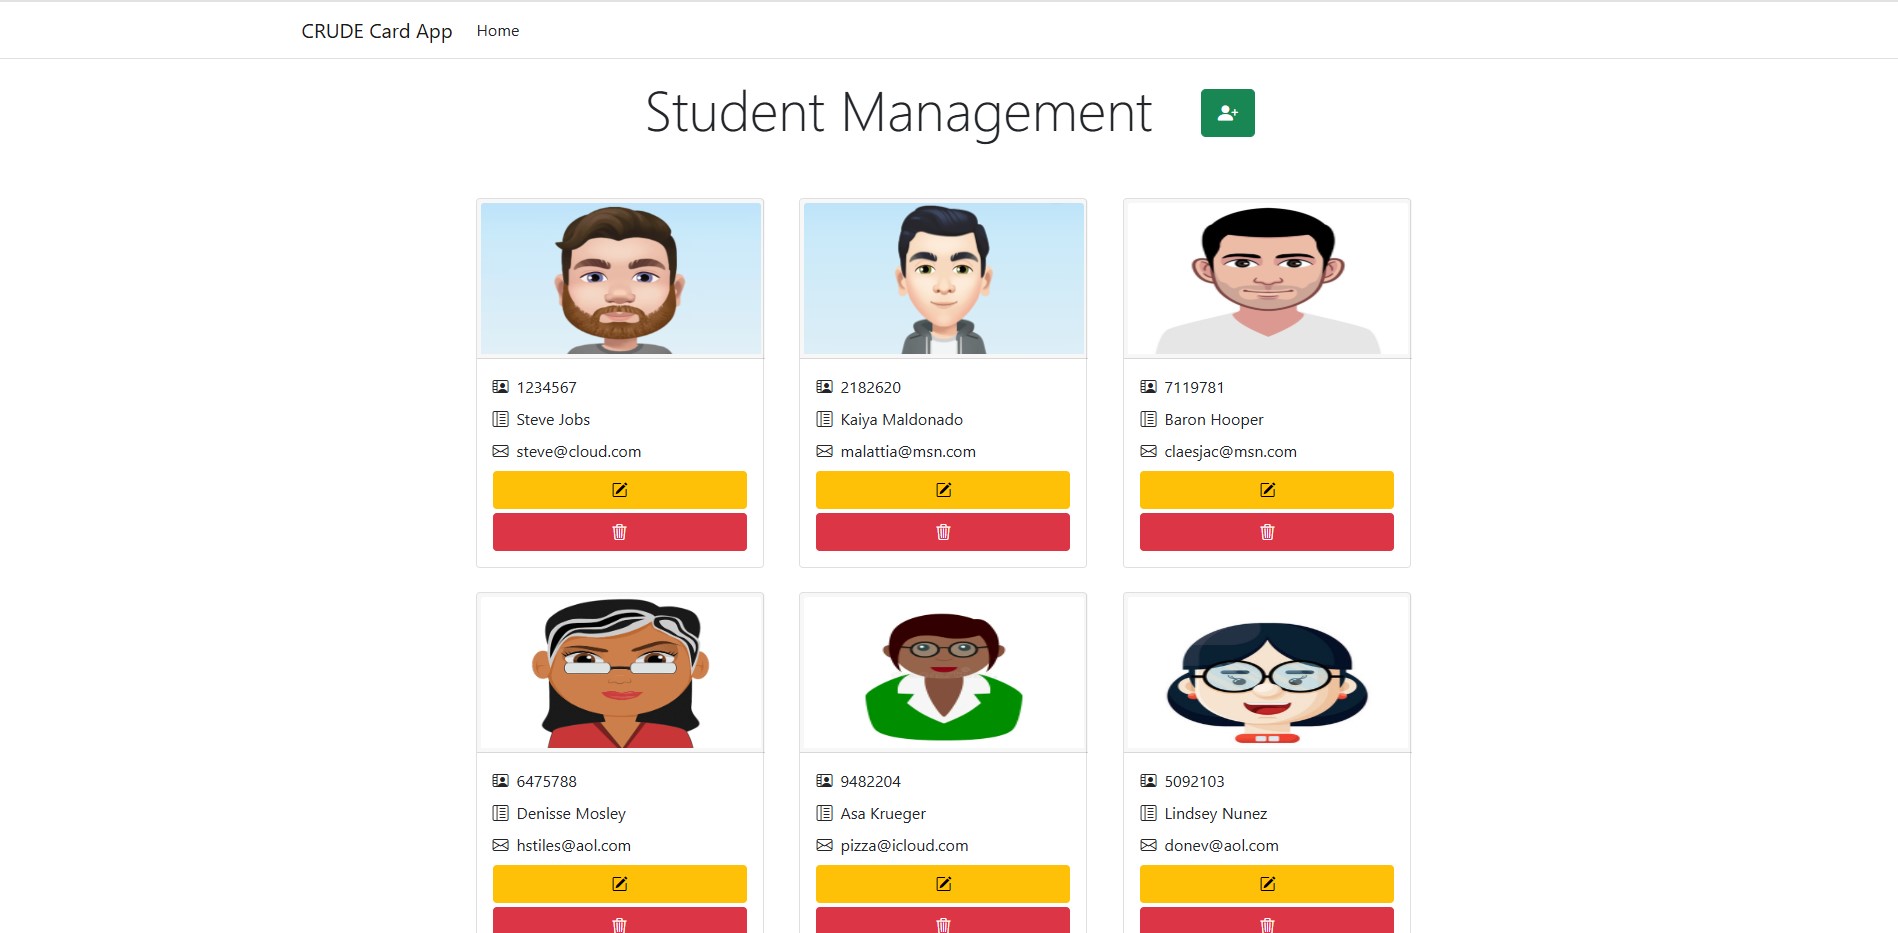 CRUDE Card App Home
Student Management
1234567
Steve Jobs
steve@cloud.com
2182620
Kaiya Maldonado
malattia@msn.com
7119781
Baron Hooper
claesjac@msn.com
6475788
Denisse Mosley
hstiles@aol.com
9482204
Asa Krueger
pizza@icloud.com
5092103
Lindsey Nunez
donev@aol.com